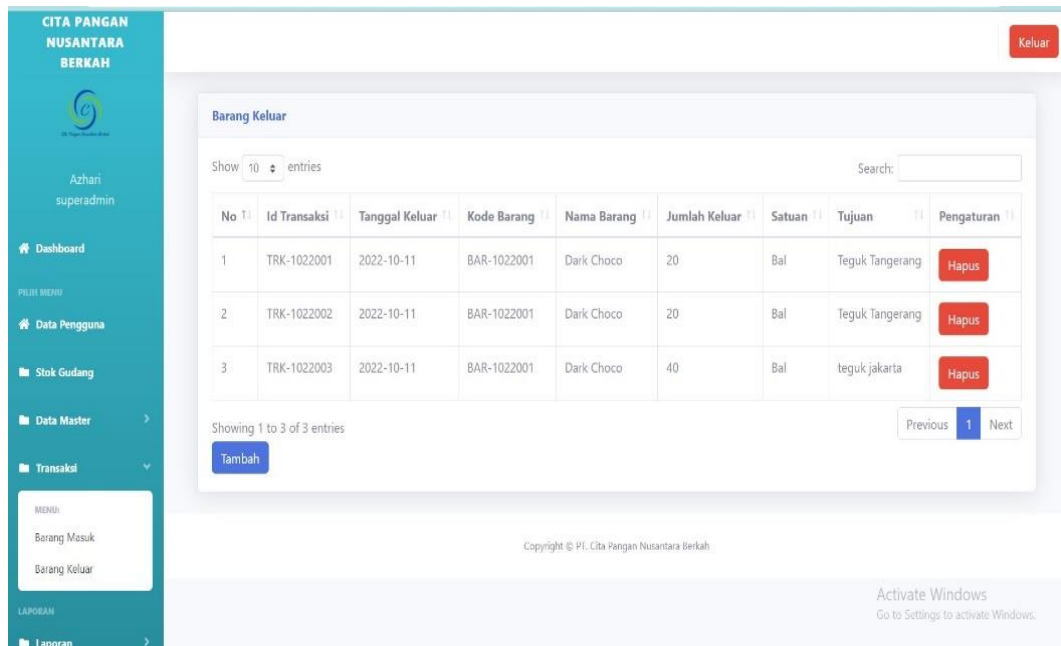 CITA PANGAN
NUSANTARA
BERKAH
Keluar
Azhari
superadmin
Dashboard
PILIH MENU
Data Pengguna
Stok Gudang
Data Master
Transaksi
MENU:
Barang Masuk
Barang Keluar
LAPORAN
Laporan
Barang Keluar
Show 10 entries
Search:
No Id Transaksi Tanggal Keluar Kode Barang Nama Barang Jumlah Keluar Satuan Tujuan Pengaturan
1 TRK-1022001 2022-10-11 BAR-1022001 Dark Choco 20 Bal Teguk Tangerang Hapus
2 TRK-1022002 2022-10-11 BAR-1022001 Dark Choco 20 Bal Teguk Tangerang Hapus
3 TRK-1022003 2022-10-11 BAR-1022001 Dark Choco 40 Bal teguk jakarta Hapus
Showing 1 to 3 of 3 entries
Previous 1 Next
Tambah
Copyright © PT. Cita Pangan Nusantara Berkah
Activate Windows
Go to Settings to activate Windows.